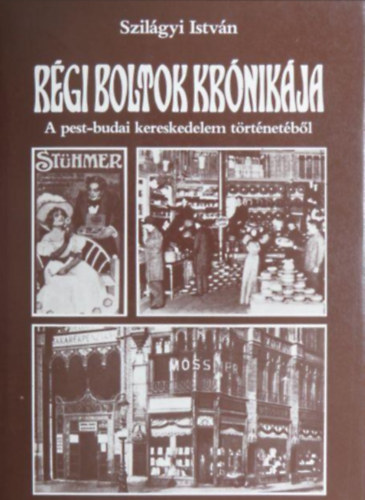 Szilágyi István
RÉGI BOLTOK KRÓNIKÁJA
A pest-budai kereskedelem történetéből
STÜHMER
MOSS